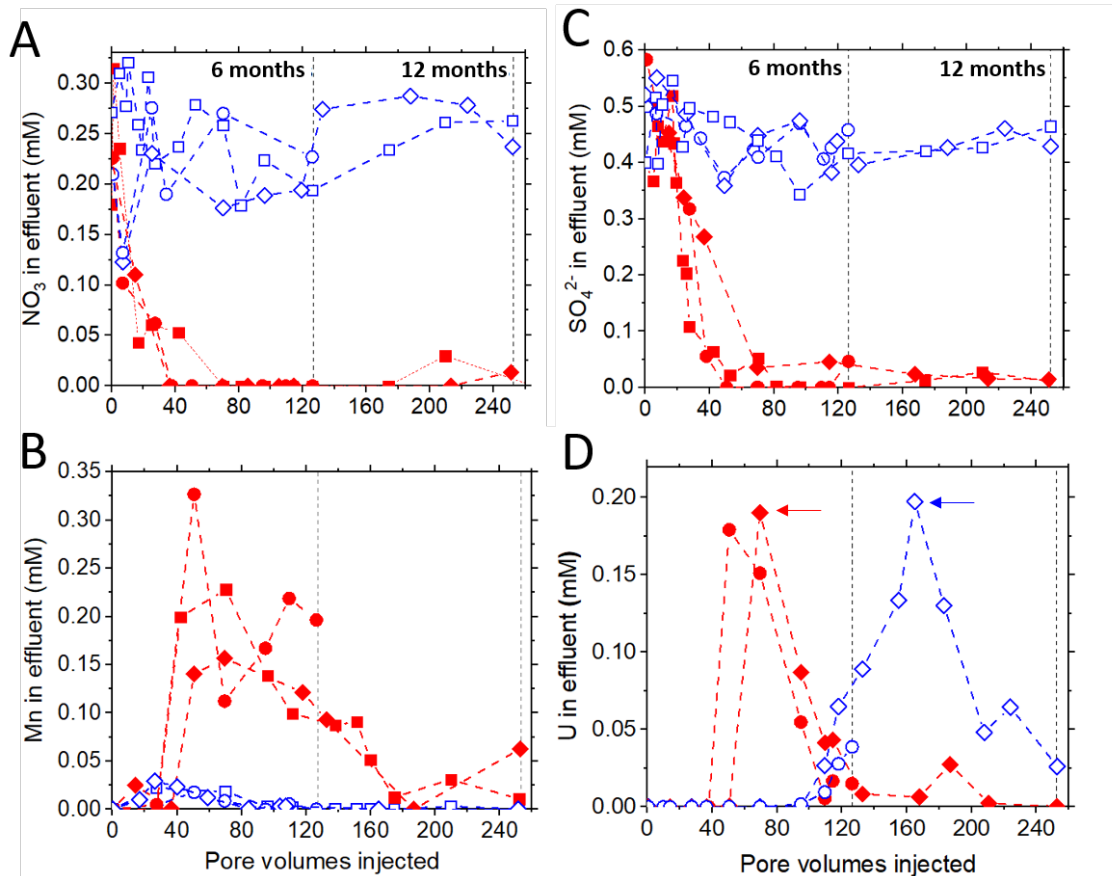 A
NO3 in effluent (mM)
0.30
0.25
0.20
0.15
0.10
0.05
0.00
0 40 80 120 160 200 240
6 months
12 months
C
SO4 2- in effluent (mM)
0.6
0.5
0.4
0.3
0.2
0.1
0.0
0 40 80 120 160 200 240
6 months
12 months
B
Mn in effluent (mM)
0.35
0.30
0.25
0.20
0.15
0.10
0.05
0.00
0 40 80 120 160 200 240
Pore volumes injected
D
U in effluent (mM)
0.20
0.15
0.10
0.05
0.00
0 40 80 120 160 200 240
Pore volumes injected